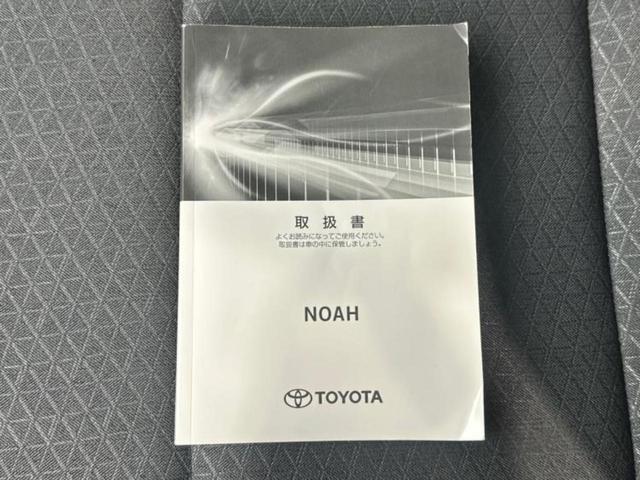 取扱書
よくお読みになってご使用ください。
取扱書は車の中に保管しましょう。
NOAH
TOYOTA